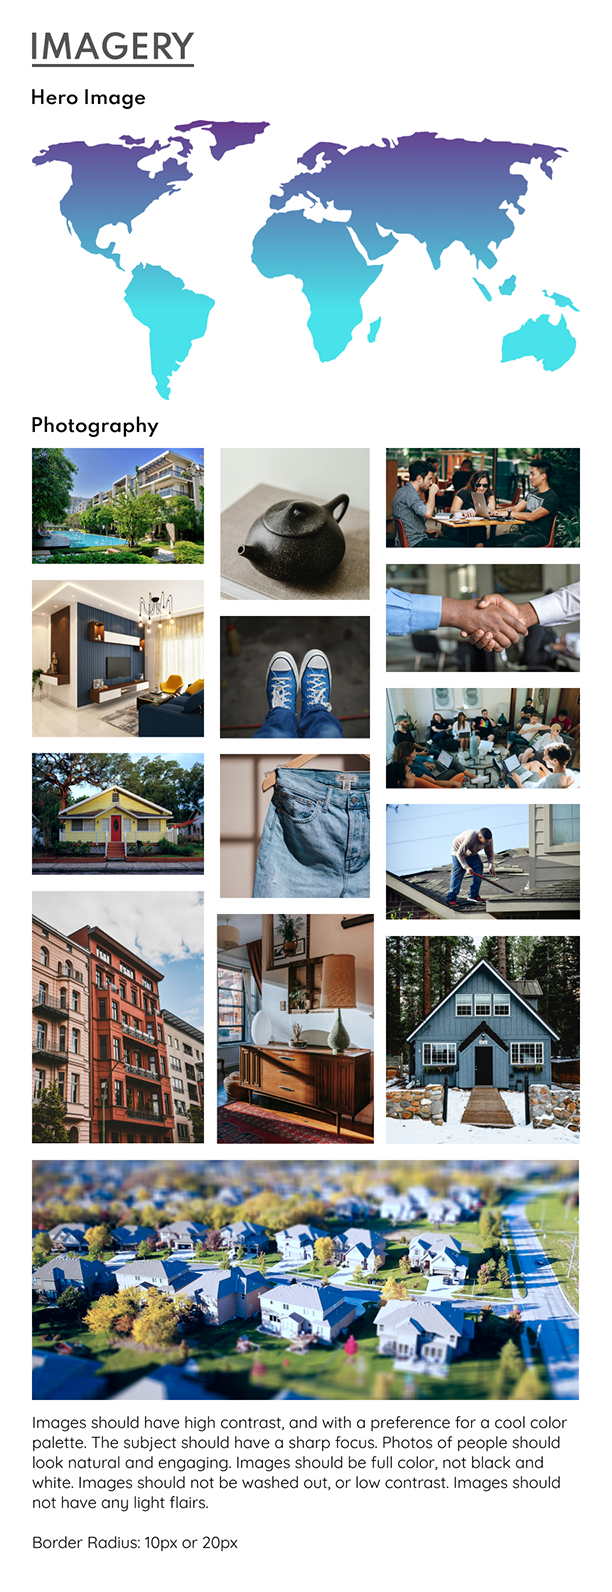 IMAGERY
Hero Image
Photography
Images should have high contrast, and with a preference for a cool color
palette. The subject should have a sharp focus. Photos of people should
look natural and engaging. Images should be full color, not black and
white. Images should not be washed out, or low contrast. Images should
not have any light flairs.
Border Radius: 10px or 20px